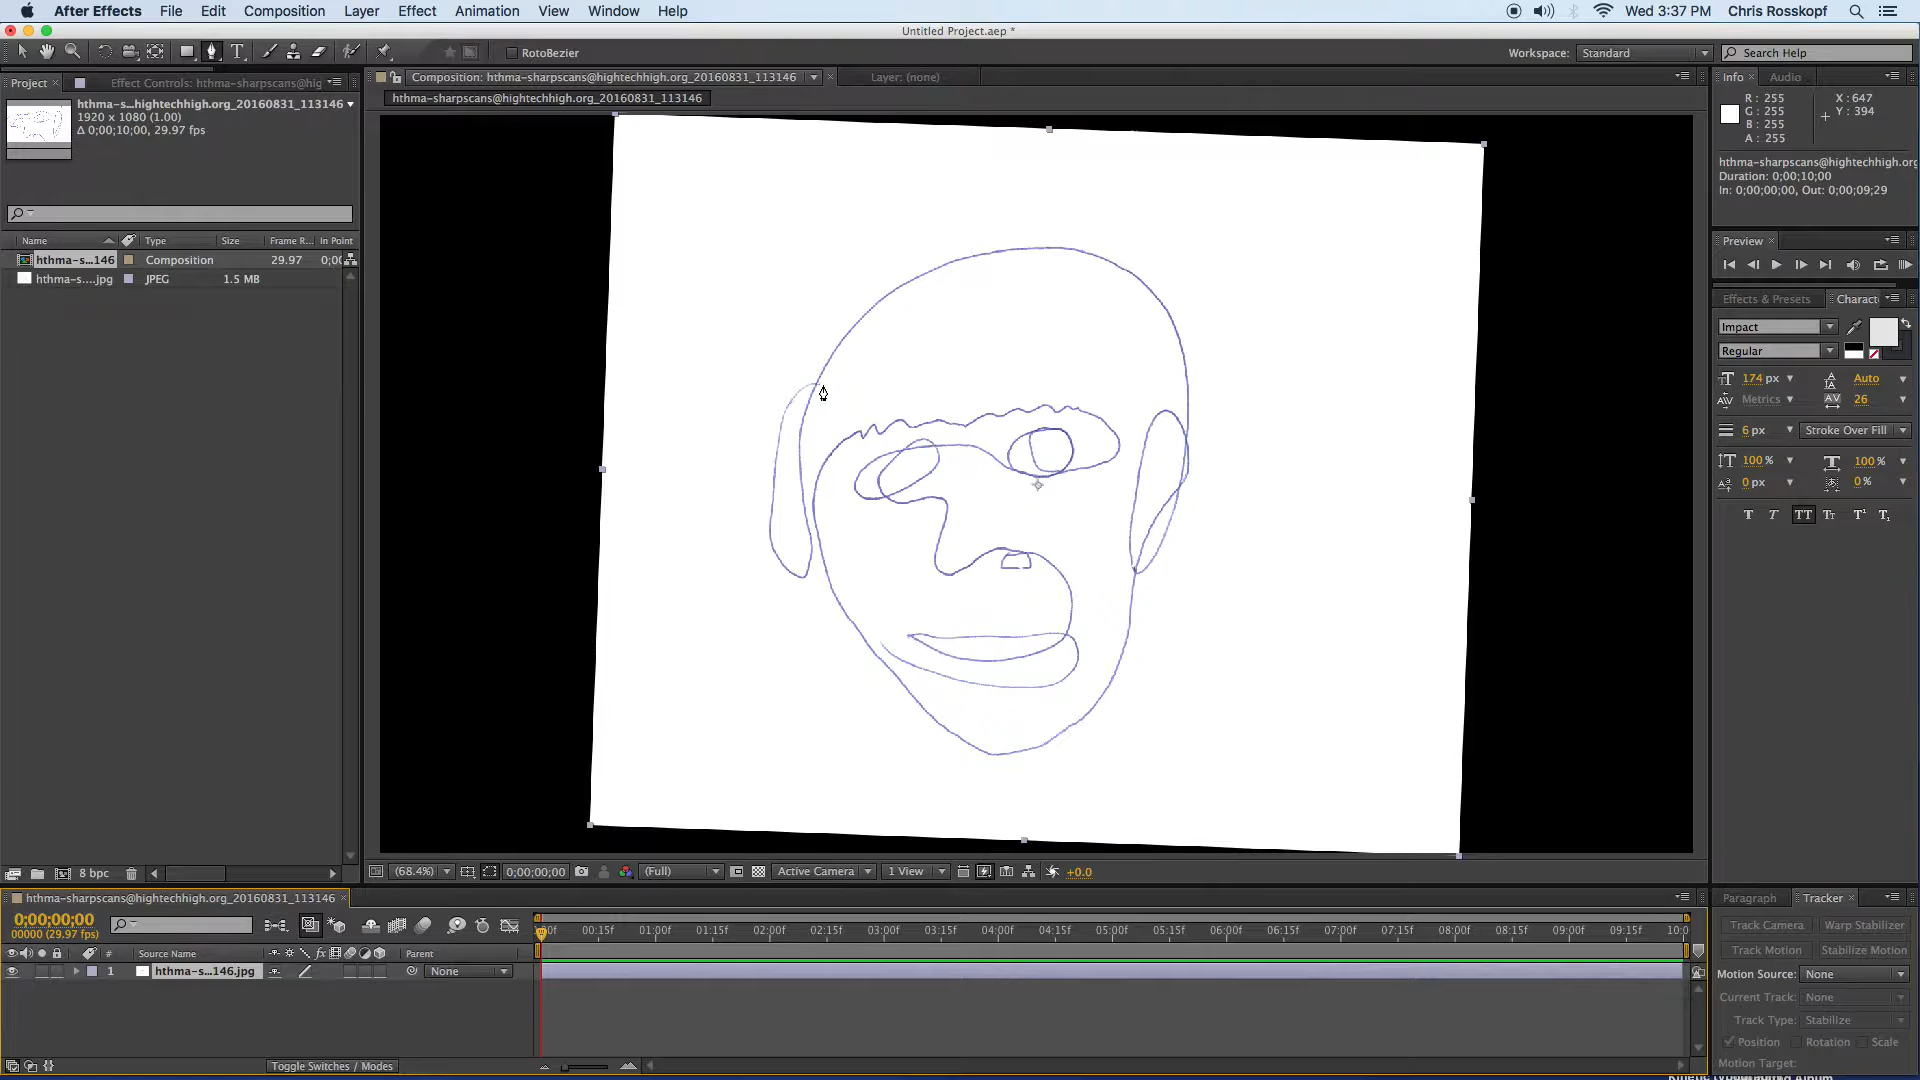 After Effects File Edit Composition Layer Effect Animation View Window Help Wed 3:37 PM Chris Rosskopf
Untitled Project.aep *
RotoBezier Workspace: Standard Search Help
Project Effect Controls: hthma-sharpscans@hig
Composition: hthma-sharpscans@hightechhigh.org_20160831_113146 Layer: (none)
Info Audio
hthma-s...hightechhigh.org_20160831_113146
1920 x 1080 (1.00)
Δ 0;00;10;00, 29.97 fps
hthma-sharpscans@hightechhigh.org_20160831_113146
R: 255 X: 647
G: 255 Y: 394
B: 255
A: 255
hthma-sharpscans@hightechhigh.org
Duration: 0;00;10;00
In: 0;00;00;00, Out: 0;00;09;29
Name Type Size Frame R... In Point
hthma-s...146 Composition 29.97 0;00
hthma-s....jpg JPEG 1.5 MB
Preview
Effects & Presets Charact
Impact
Regular
174 px Auto
Metrics 26
6 px Stroke Over Fill
100% 100%
0 px 0%
T T TT Tt T¹ T₁
8 bpc
(68.4%) 0;00;00;00 (Full) Active Camera 1 View +0.0
hthma-sharpscans@hightechhigh.org_20160831_113146
0;00;00;00
00000 (29.97 fps)
00f 00:15f 01:00f 01:15f 02:00f 02:15f 03:00f 03:15f 04:00f 04:15f 05:00f 05:15f 06:00f 06:15f 07:00f 07:15f 08:00f 08:15f 09:00f 09:15f 10:0
# Source Name Parent
1 hthma-s...146.jpg None
Toggle Switches / Modes
Paragraph Tracker
Track Camera Warp Stabilizer
Track Motion Stabilize Motion
Motion Source: None
Current Track: None
Track Type: Stabilize
Position Rotation Scale
Motion Target: